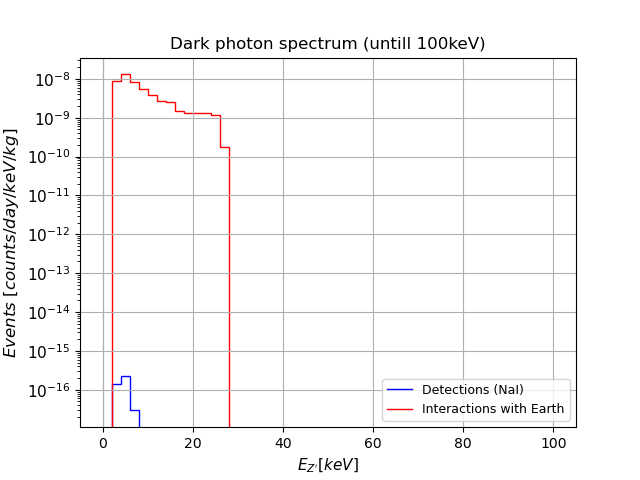 Dark photon spectrum (untill 100keV)
Events [counts/day/keV/kg]
10⁻⁸
10⁻⁹
10⁻¹⁰
10⁻¹¹
10⁻¹²
10⁻¹³
10⁻¹⁴
10⁻¹⁵
10⁻¹⁶
Detections (NaI)
Interactions with Earth
0 20 40 60 80 100
E_Z'[keV]